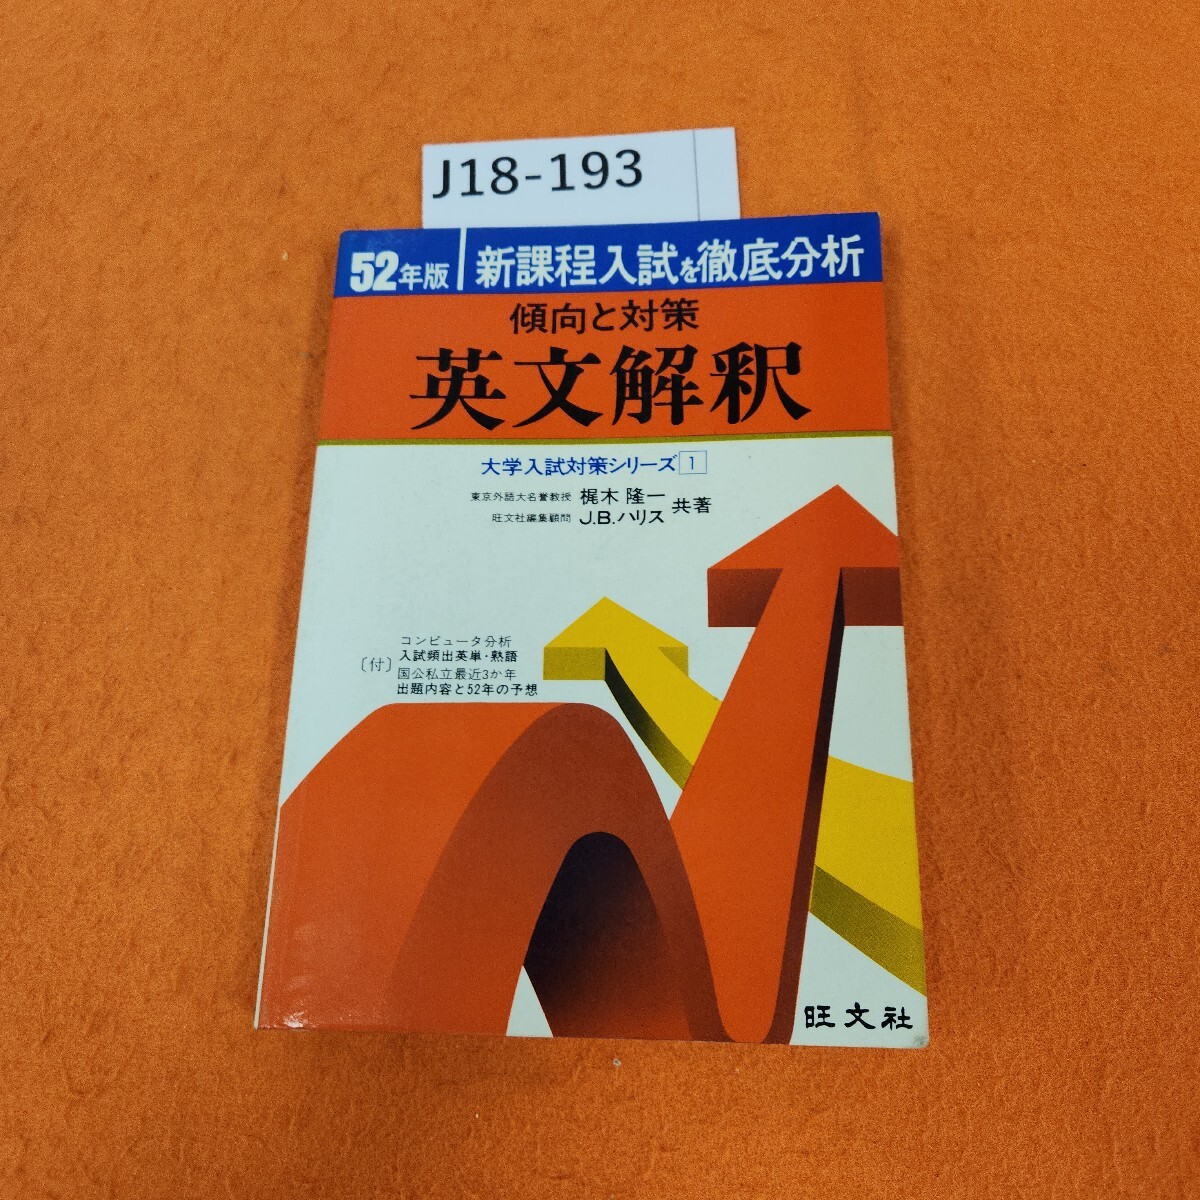 J18-193
52年版 新課程入試を徹底分析
傾向と対策
英文解釈
大学入試対策シリーズ1
東京外語大名誉教授 梶木 隆一
旺文社編集顧問 J.B.ハリス 共著
〔付〕コンピュータ分析
入試頻出英単・熟語
国公私立最近3か年
出題内容と52年の予想
旺文社